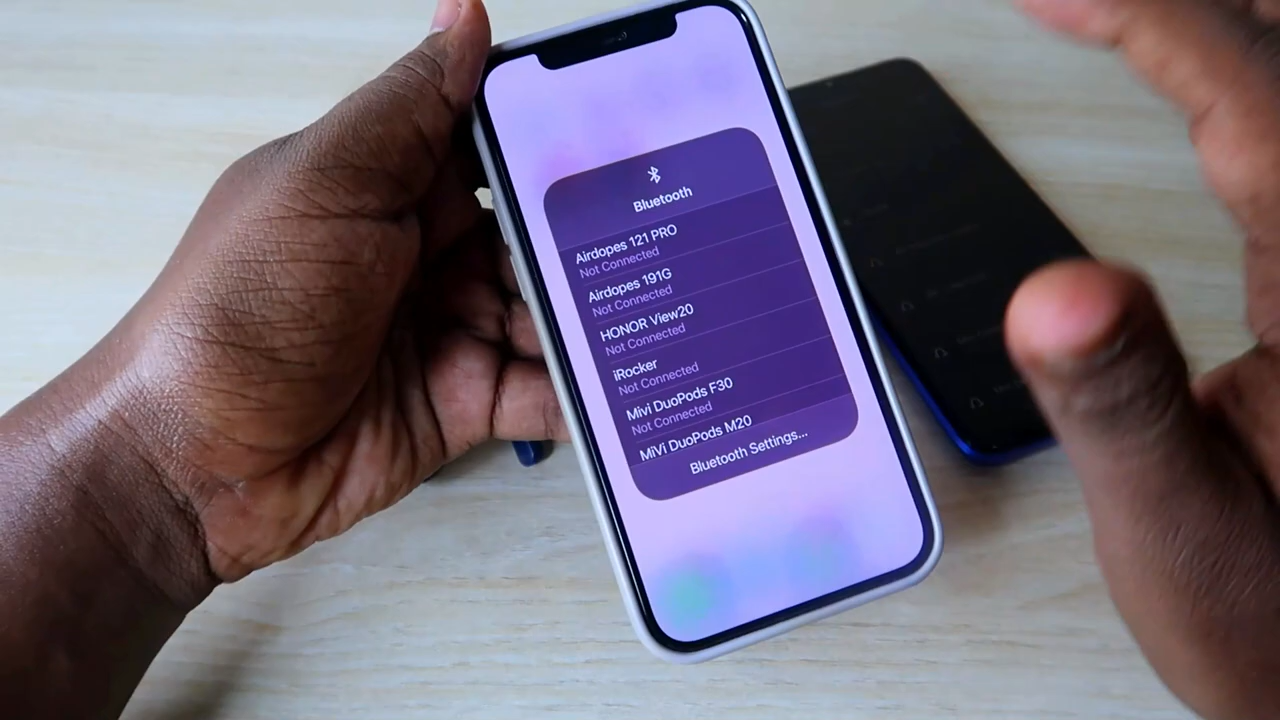 Bluetooth
Airdopes 121 PRO
Not Connected
Airdopes 191G
Not Connected
HONOR View20
Not Connected
iRocker
Not Connected
Mivi DuoPods F30
Not Connected
MiVi DuoPods M20
Bluetooth Settings...